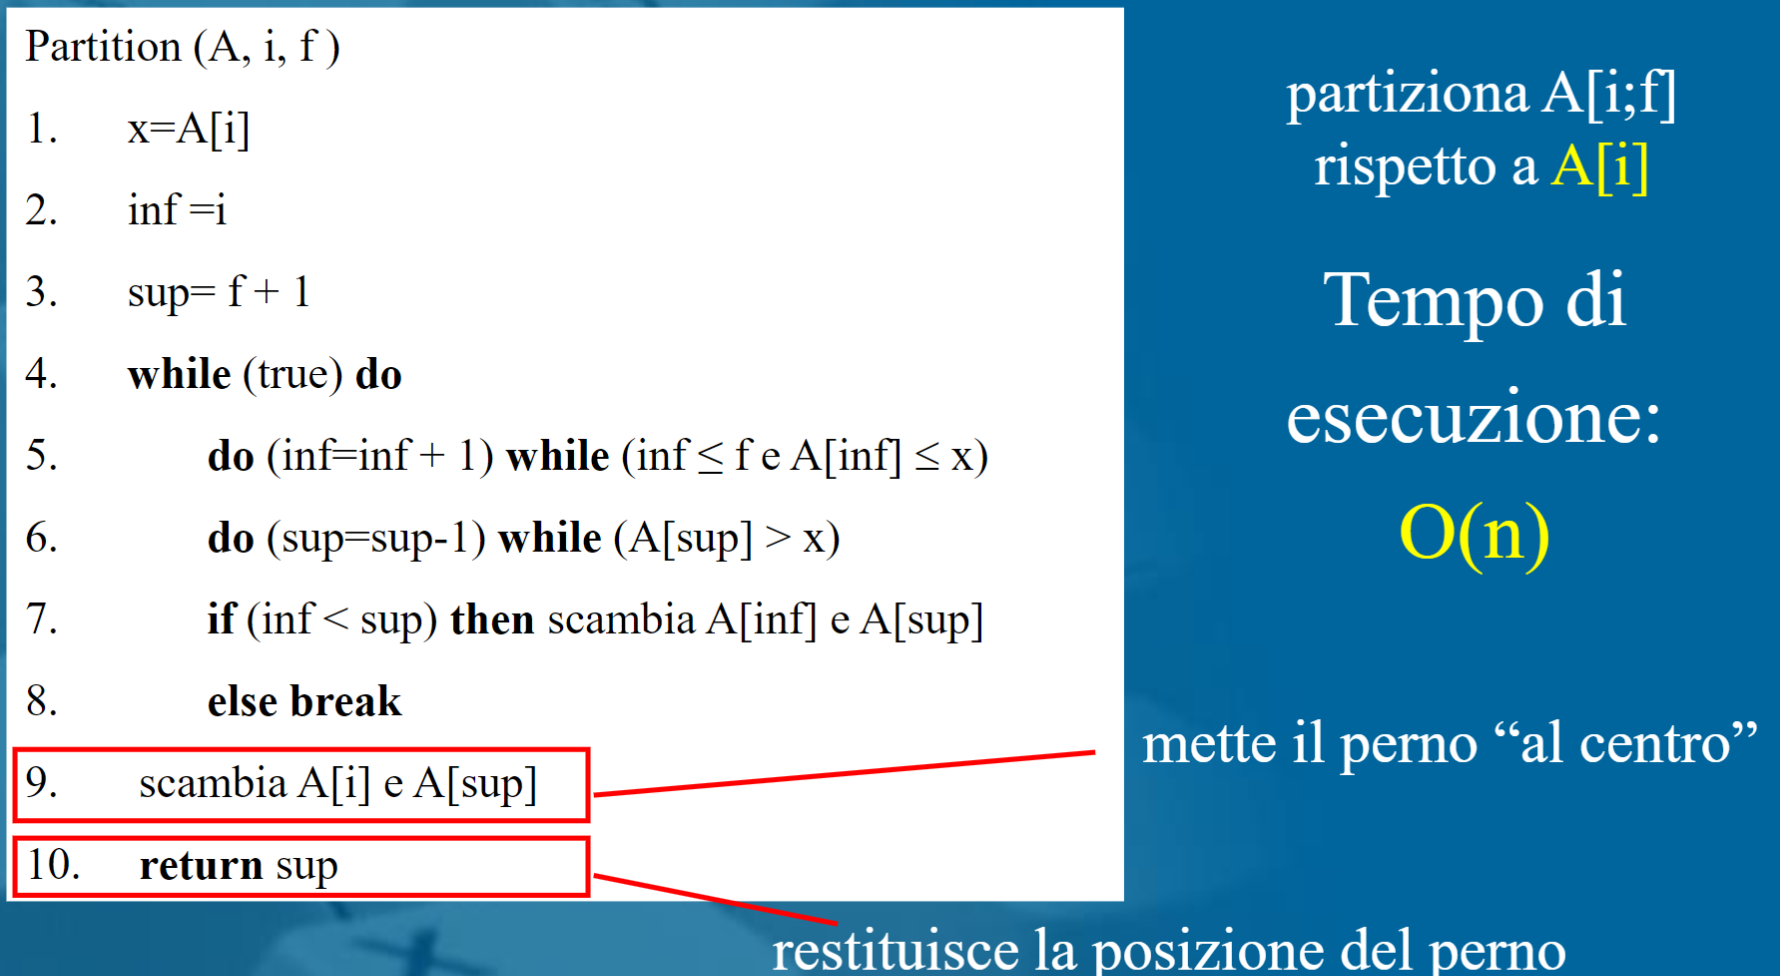 Partition (A, i, f )
1. x=A[i]
2. inf =i
3. sup= f + 1
4. while (true) do
5. do (inf=inf + 1) while (inf ≤ f e A[inf] ≤ x)
6. do (sup=sup-1) while (A[sup] > x)
7. if (inf < sup) then scambia A[inf] e A[sup]
8. else break
9. scambia A[i] e A[sup]
10. return sup
partiziona A[i;f]
rispetto a A[i]
Tempo di
esecuzione:
O(n)
mette il perno “al centro”
restituisce la posizione del perno